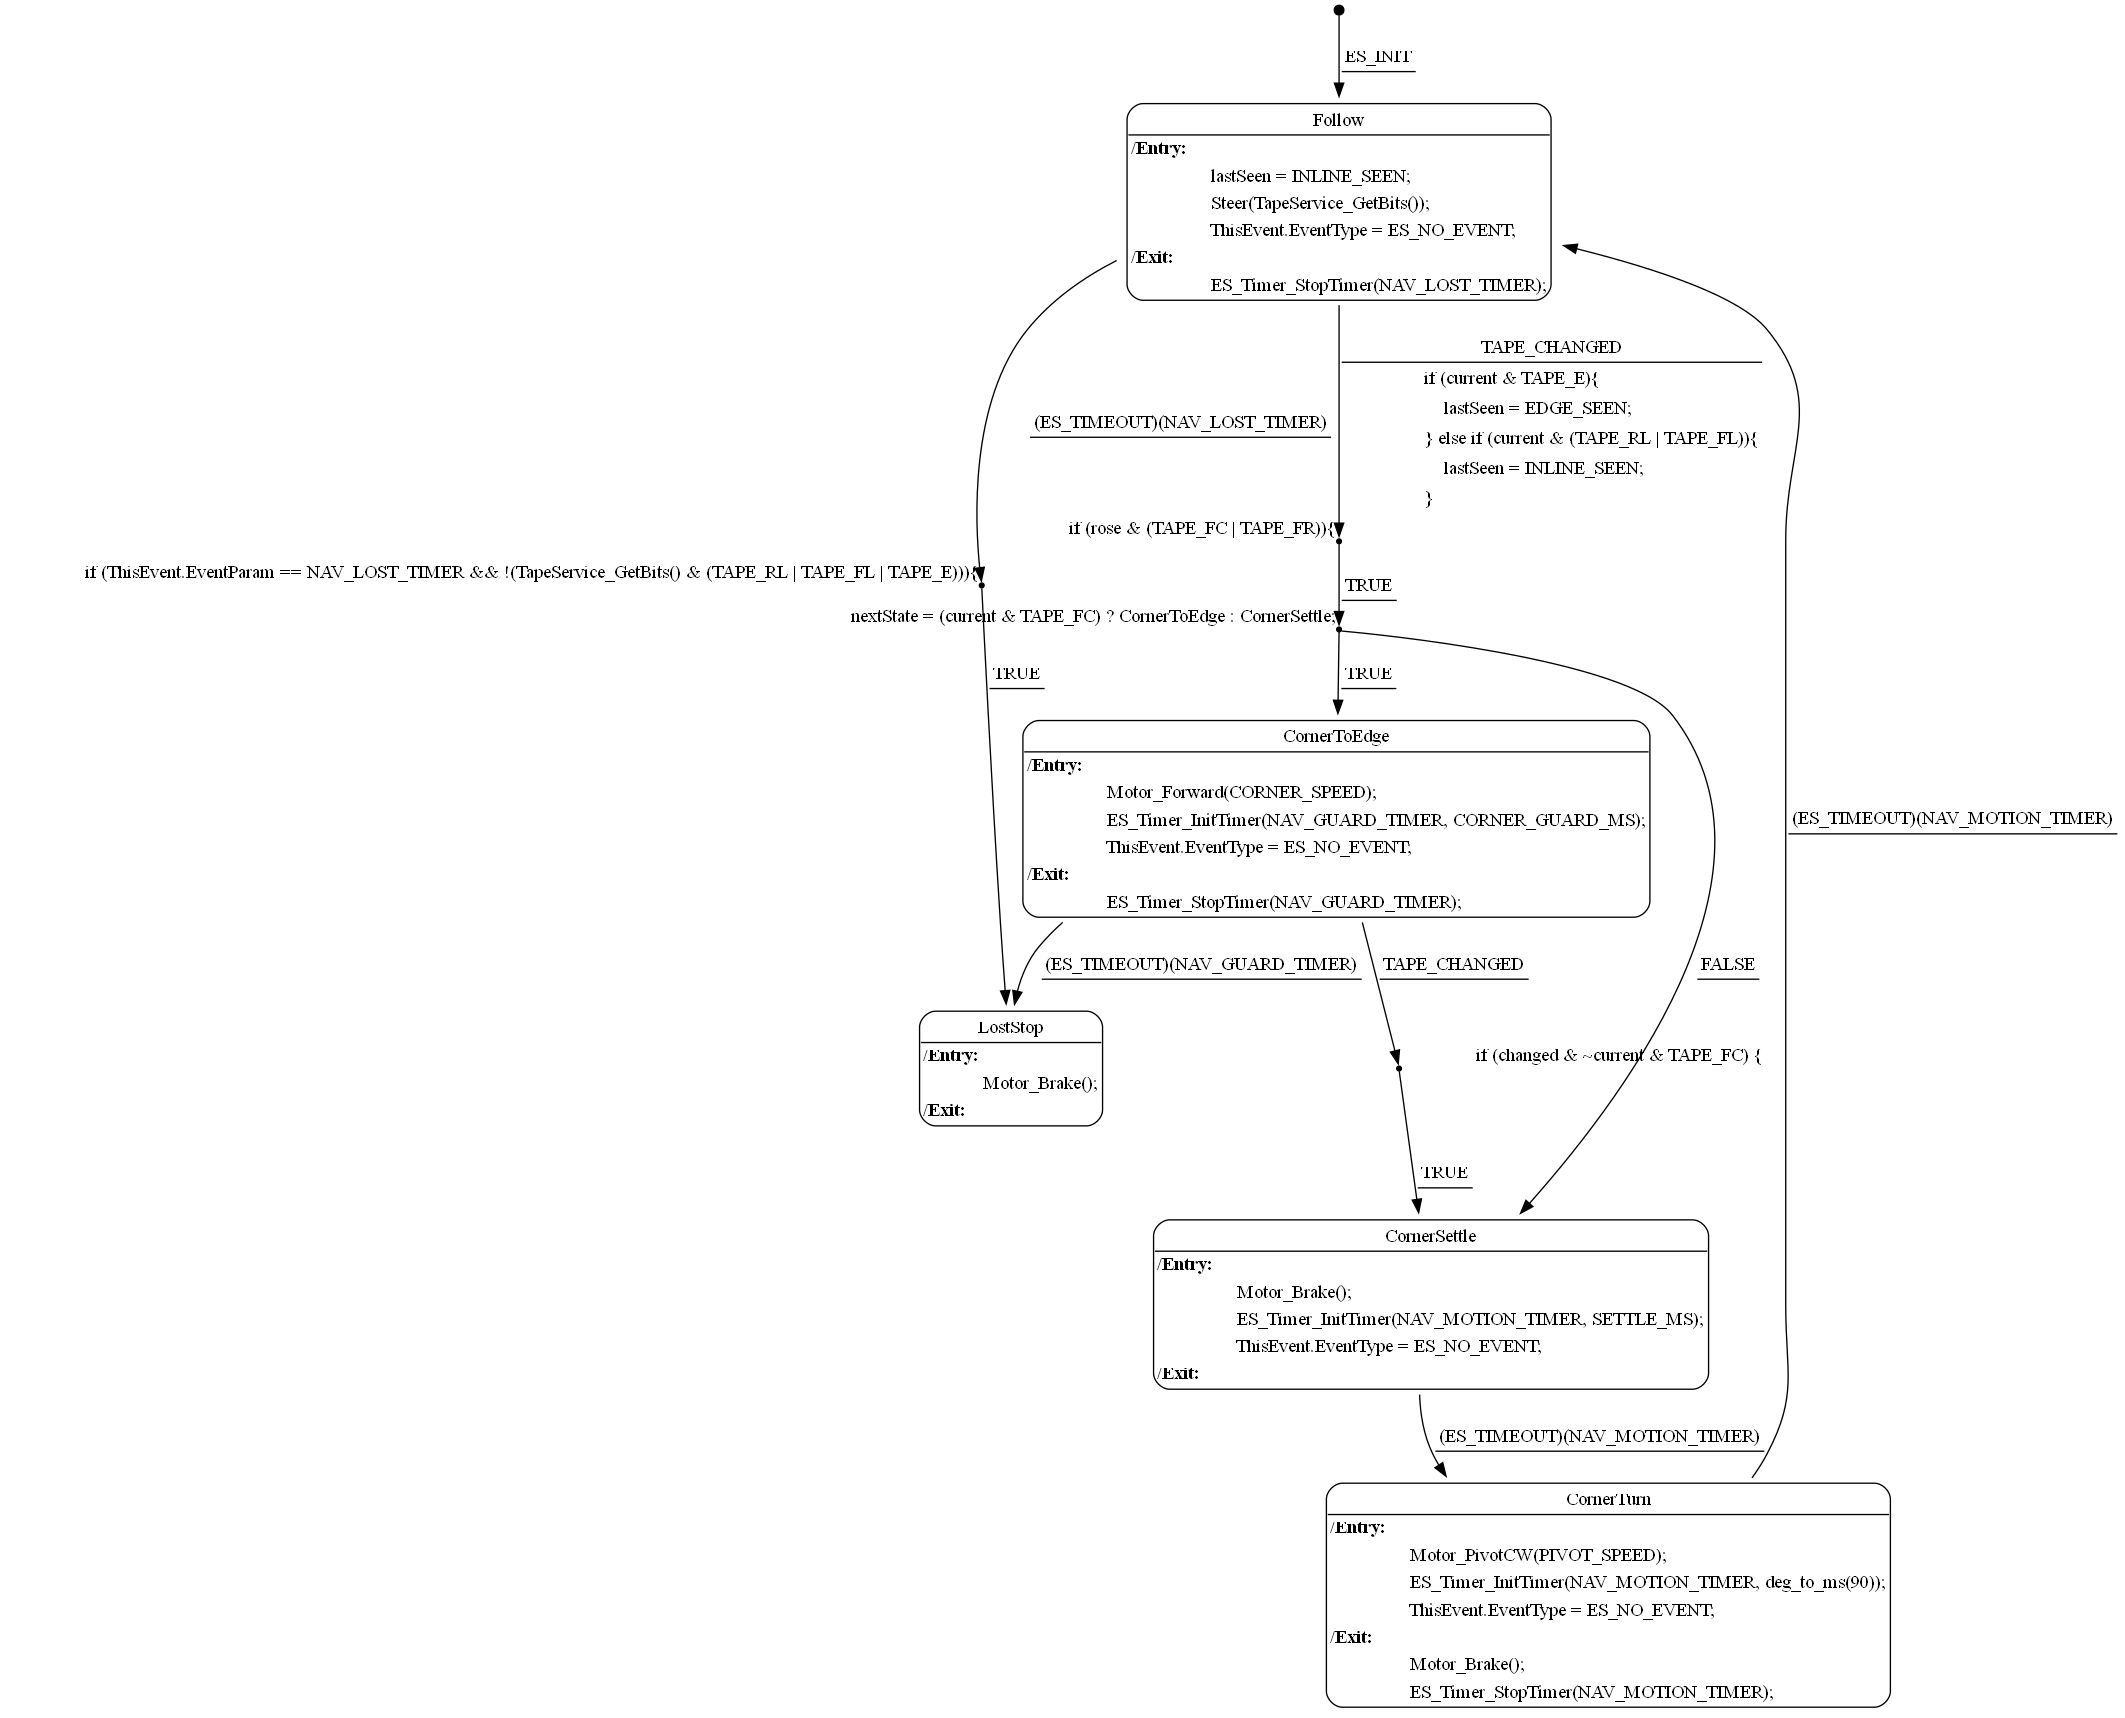 ES_INIT
Follow
/Entry:
lastSeen = INLINE_SEEN;
Steer(TapeService_GetBits());
ThisEvent.EventType = ES_NO_EVENT;
/Exit:
ES_Timer_StopTimer(NAV_LOST_TIMER);
TAPE_CHANGED
if (current & TAPE_E){
lastSeen = EDGE_SEEN;
} else if (current & (TAPE_RL | TAPE_FL)){
lastSeen = INLINE_SEEN;
}
(ES_TIMEOUT)(NAV_LOST_TIMER)
if (rose & (TAPE_FC | TAPE_FR)){
if (ThisEvent.EventParam == NAV_LOST_TIMER && !(TapeService_GetBits() & (TAPE_RL | TAPE_FL | TAPE_E))){
TRUE
nextState = (current & TAPE_FC) ? CornerToEdge : CornerSettle;
TRUE
TRUE
CornerToEdge
/Entry:
Motor_Forward(CORNER_SPEED);
ES_Timer_InitTimer(NAV_GUARD_TIMER, CORNER_GUARD_MS);
ThisEvent.EventType = ES_NO_EVENT;
/Exit:
ES_Timer_StopTimer(NAV_GUARD_TIMER);
(ES_TIMEOUT)(NAV_MOTION_TIMER)
(ES_TIMEOUT)(NAV_GUARD_TIMER)
TAPE_CHANGED
FALSE
LostStop
/Entry:
Motor_Brake();
/Exit:
if (changed & ~current & TAPE_FC) {
TRUE
CornerSettle
/Entry:
Motor_Brake();
ES_Timer_InitTimer(NAV_MOTION_TIMER, SETTLE_MS);
ThisEvent.EventType = ES_NO_EVENT;
/Exit:
(ES_TIMEOUT)(NAV_MOTION_TIMER)
CornerTurn
/Entry:
Motor_PivotCW(PIVOT_SPEED);
ES_Timer_InitTimer(NAV_MOTION_TIMER, deg_to_ms(90));
ThisEvent.EventType = ES_NO_EVENT;
/Exit:
Motor_Brake();
ES_Timer_StopTimer(NAV_MOTION_TIMER);